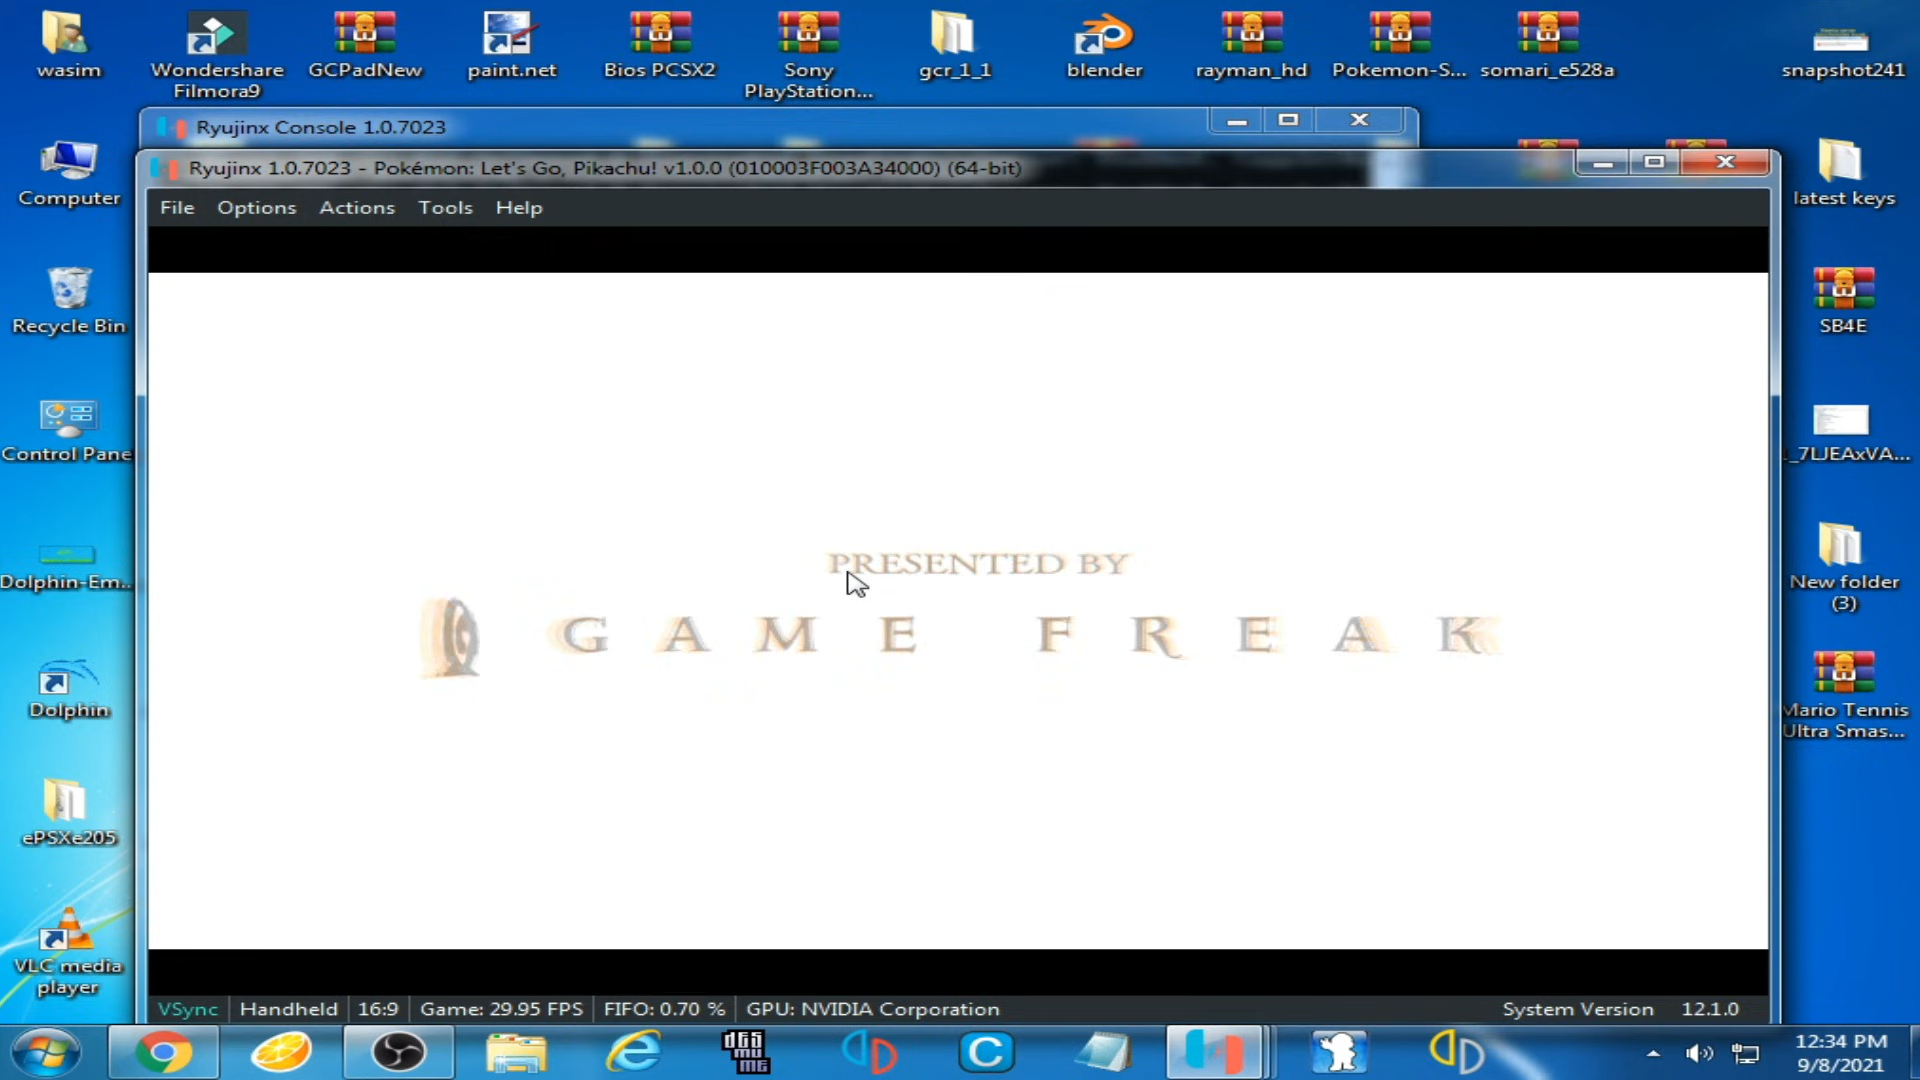 wasim
Wondershare
Filmora9
GCPadNew
paint.net
Bios PCSX2
Sony
PlayStation...
gcr_1_1
blender
rayman_hd
Pokemon-S...
somari_e528a
snapshot241
Ryujinx Console 1.0.7023
Ryujinx 1.0.7023 - Pokémon: Let's Go, Pikachu! v1.0.0 (010003F003A34000) (64-bit)
File Options Actions Tools Help
Computer
latest keys
Recycle Bin
SB4E
Control Pane
_7LJEAxVA...
PRESENTED BY
GAME FREAK
Dolphin-Em...
New folder
(3)
Dolphin
Mario Tennis
Ultra Smas...
ePSXe205
VLC media
player
VSync Handheld 16:9 Game: 29.95 FPS FIFO: 0.70 % GPU: NVIDIA Corporation System Version 12.1.0
12:34 PM
9/8/2021